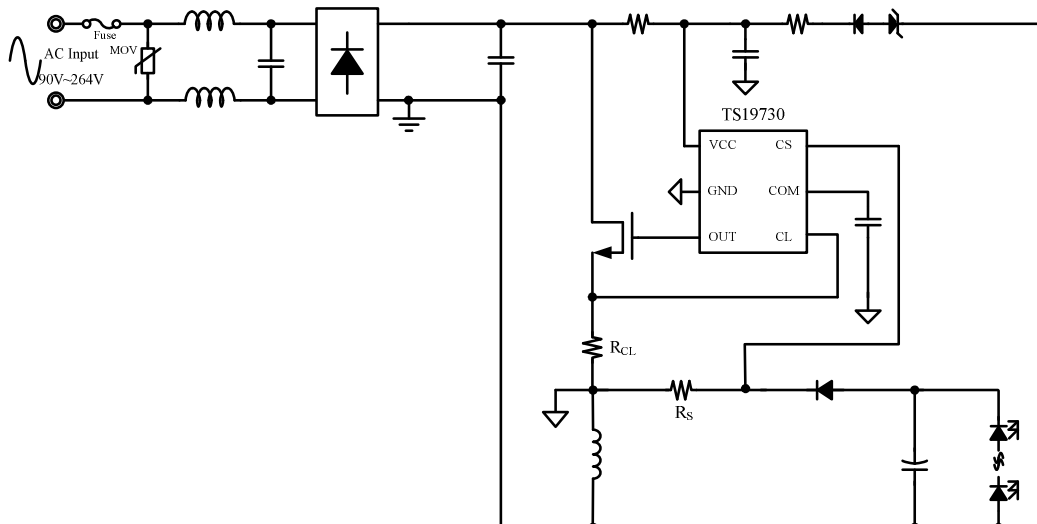 Fuse
AC Input
MOV
90V~264V
TS19730
VCC
CS
GND
COM
OUT
CL
RCL
RS